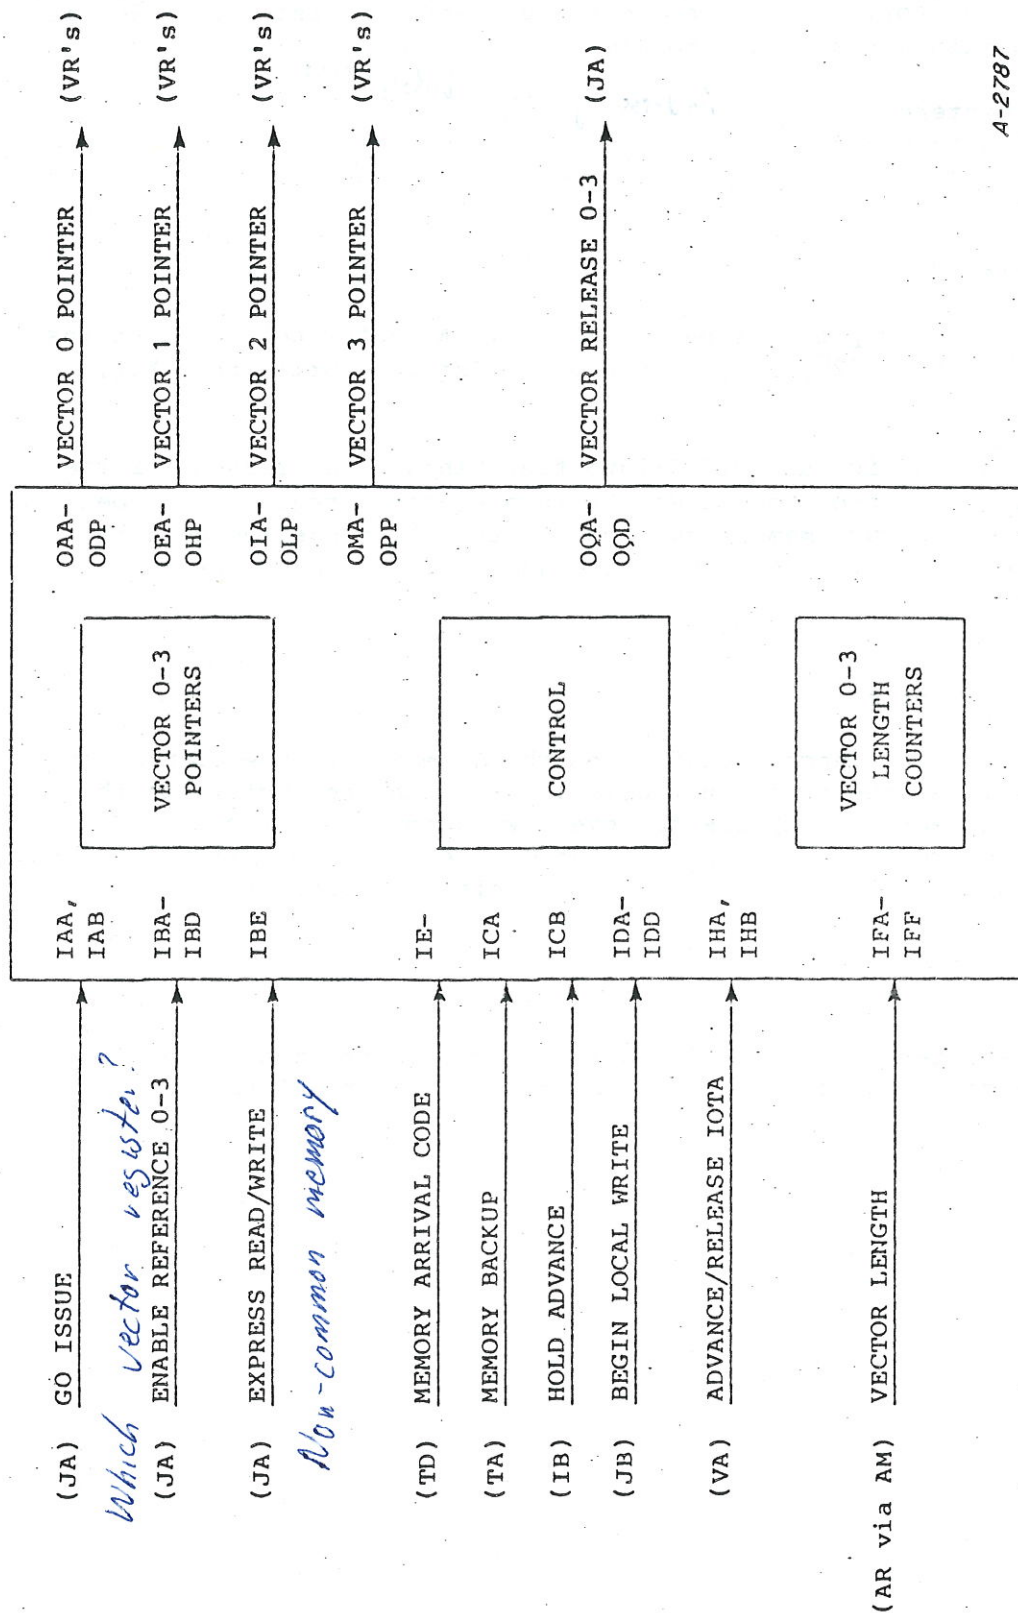 (JA) GO ISSUE
IAA,
IAB
Which vector register?
(JA) ENABLE REFERENCE 0-3
IBA-
IBD
(JA) EXPRESS READ/WRITE
IBE
Non-common memory
(TD) MEMORY ARRIVAL CODE
IE-
(TA) MEMORY BACKUP
ICA
(IB) HOLD ADVANCE
ICB
(JB) BEGIN LOCAL WRITE
IDA-
IDD
(VA) ADVANCE/RELEASE IOTA
IHA,
IHB
(AR via AM) VECTOR LENGTH
IFA-
IFF
VECTOR 0-3
POINTERS
CONTROL
VECTOR 0-3
LENGTH
COUNTERS
OAA-
ODP
VECTOR 0 POINTER (VR's)
OEA-
OHP
VECTOR 1 POINTER (VR's)
OIA-
OLP
VECTOR 2 POINTER (VR's)
OMA-
OPP
VECTOR 3 POINTER (VR's)
OQA-
OQD
VECTOR RELEASE 0-3 (JA)
A-2787